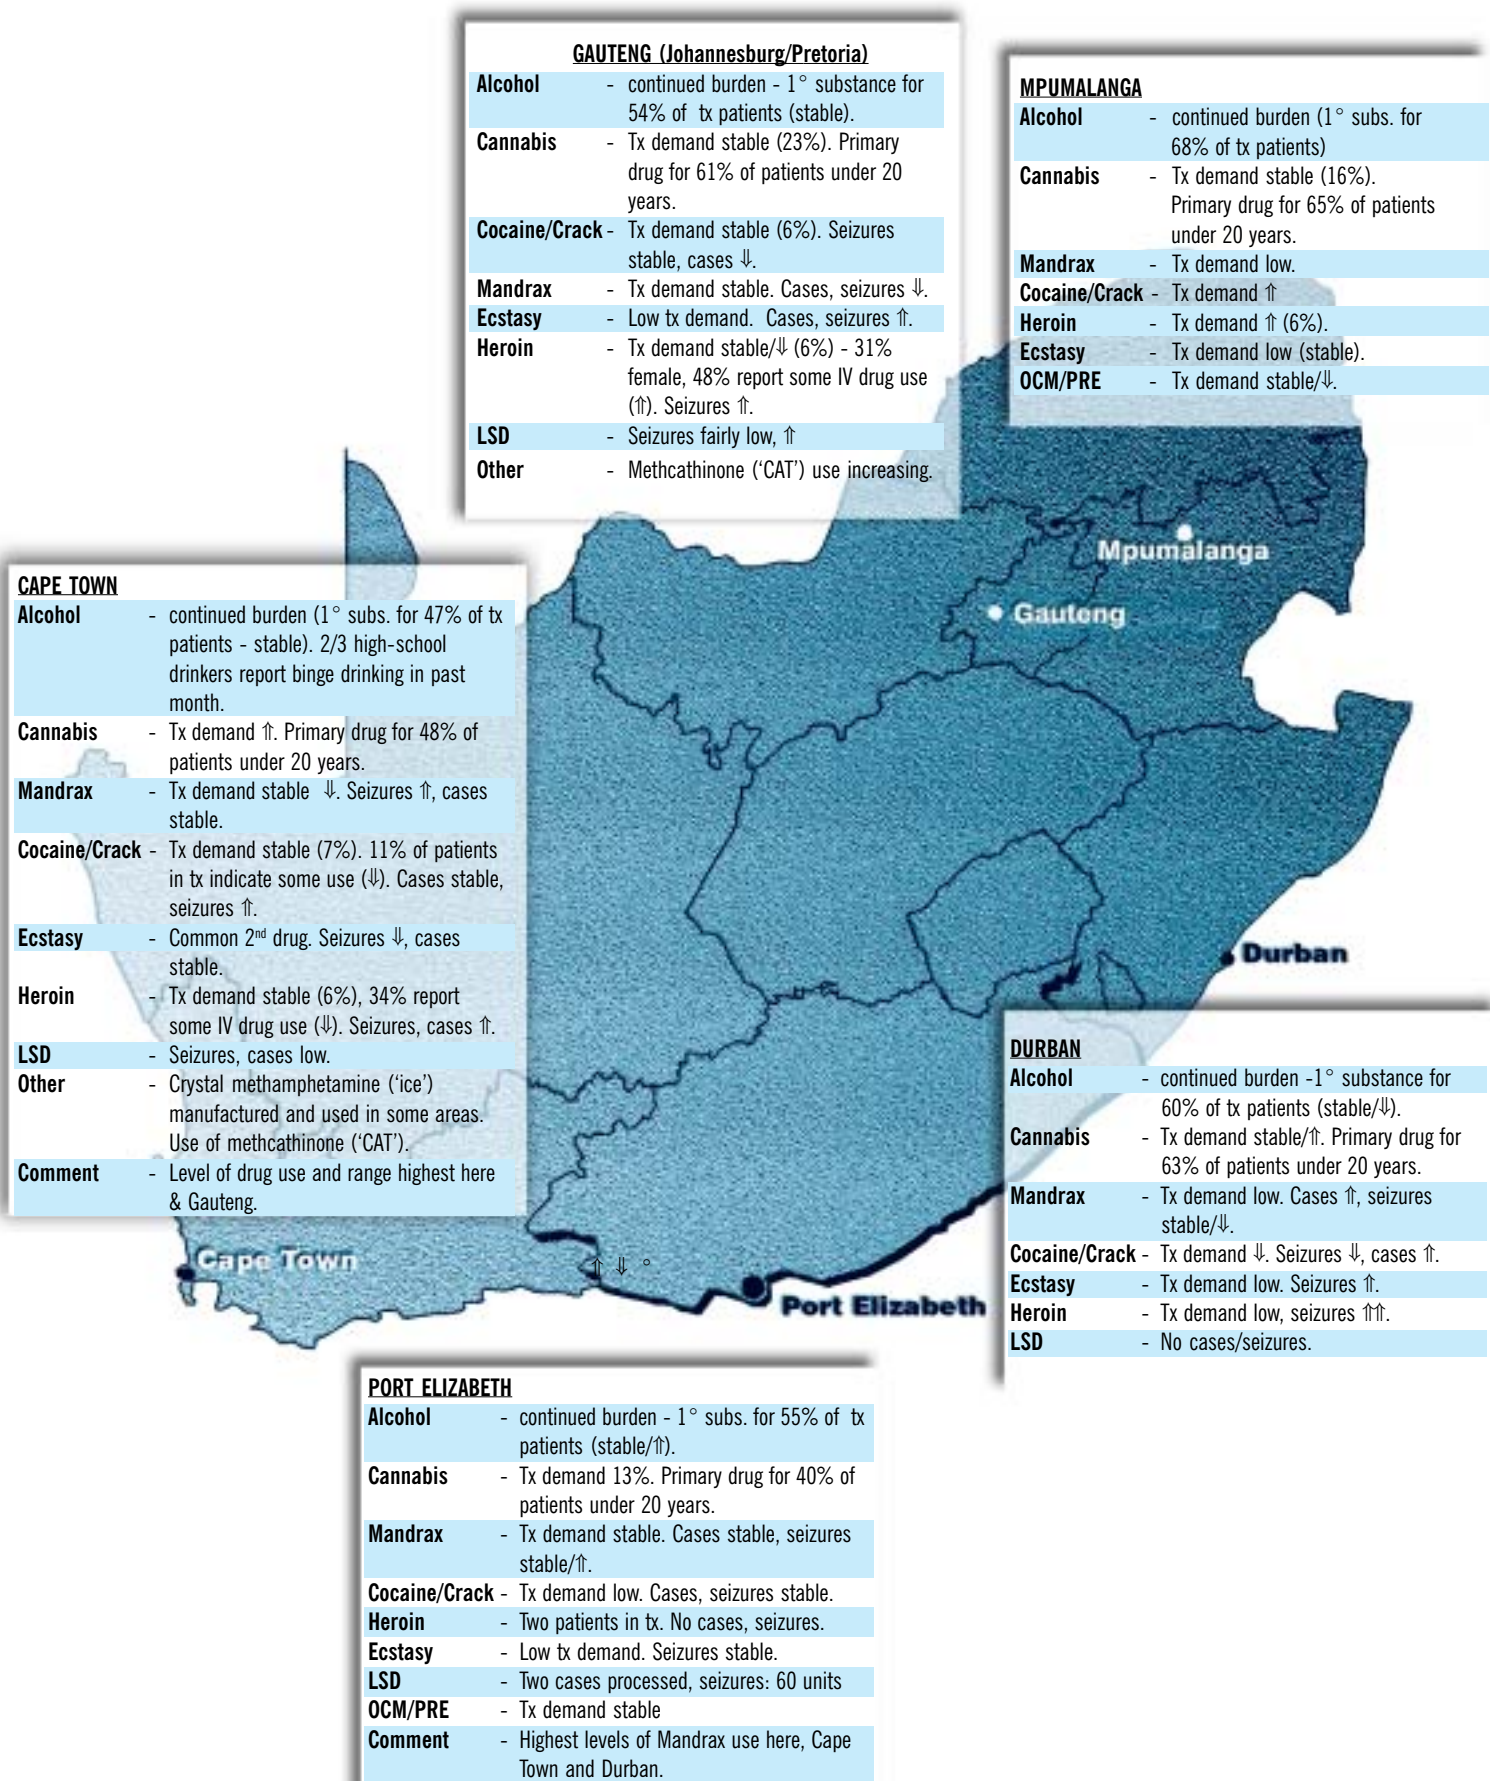 GAUTENG (Johannesburg/Pretoria)
Alcohol - continued burden - 1° substance for
54% of tx patients (stable).
Cannabis - Tx demand stable (23%). Primary
drug for 61% of patients under 20
years.
Cocaine/Crack - Tx demand stable (6%). Seizures
stable, cases ⇓.
Mandrax - Tx demand stable. Cases, seizures ⇓.
Ecstasy - Low tx demand. Cases, seizures ⇑.
Heroin - Tx demand stable/⇓ (6%) - 31%
female, 48% report some IV drug use
(⇑). Seizures ⇑.
LSD - Seizures fairly low, ⇑
Other - Methcathinone (‘CAT’) use increasing.
MPUMALANGA
Alcohol - continued burden (1° subs. for
68% of tx patients)
Cannabis - Tx demand stable (16%).
Primary drug for 65% of patients
under 20 years.
Mandrax - Tx demand low.
Cocaine/Crack - Tx demand ⇑
Heroin - Tx demand ⇑ (6%).
Ecstasy - Tx demand low (stable).
OCM/PRE - Tx demand stable/⇓.
Mpumalanga
Gauteng
CAPE TOWN
Alcohol - continued burden (1° subs. for 47% of tx
patients - stable). 2/3 high-school
drinkers report binge drinking in past
month.
Cannabis - Tx demand ⇑. Primary drug for 48% of
patients under 20 years.
Mandrax - Tx demand stable ⇓. Seizures ⇑, cases
stable.
Cocaine/Crack - Tx demand stable (7%). 11% of patients
in tx indicate some use (⇓). Cases stable,
seizures ⇑.
Ecstasy - Common 2nd drug. Seizures ⇓, cases
stable.
Heroin - Tx demand stable (6%), 34% report
some IV drug use (⇓). Seizures, cases ⇑.
LSD - Seizures, cases low.
Other - Crystal methamphetamine (‘ice’)
manufactured and used in some areas.
Use of methcathinone (‘CAT’).
Comment - Level of drug use and range highest here
& Gauteng.
Durban
DURBAN
Alcohol - continued burden -1° substance for
60% of tx patients (stable/⇓).
Cannabis - Tx demand stable/⇑. Primary drug for
63% of patients under 20 years.
Mandrax - Tx demand low. Cases ⇑, seizures
stable/⇓.
Cocaine/Crack - Tx demand ⇓. Seizures ⇓, cases ⇑.
Ecstasy - Tx demand low. Seizures ⇑.
Heroin - Tx demand low, seizures ⇑⇑.
LSD - No cases/seizures.
Cape Town
⇑ ⇓ °
Port Elizabeth
PORT ELIZABETH
Alcohol - continued burden - 1° subs. for 55% of tx
patients (stable/⇑).
Cannabis - Tx demand 13%. Primary drug for 40% of
patients under 20 years.
Mandrax - Tx demand stable. Cases stable, seizures
stable/⇑.
Cocaine/Crack - Tx demand low. Cases, seizures stable.
Heroin - Two patients in tx. No cases, seizures.
Ecstasy - Low tx demand. Seizures stable.
LSD - Two cases processed, seizures: 60 units
OCM/PRE - Tx demand stable
Comment - Highest levels of Mandrax use here, Cape
Town and Durban.